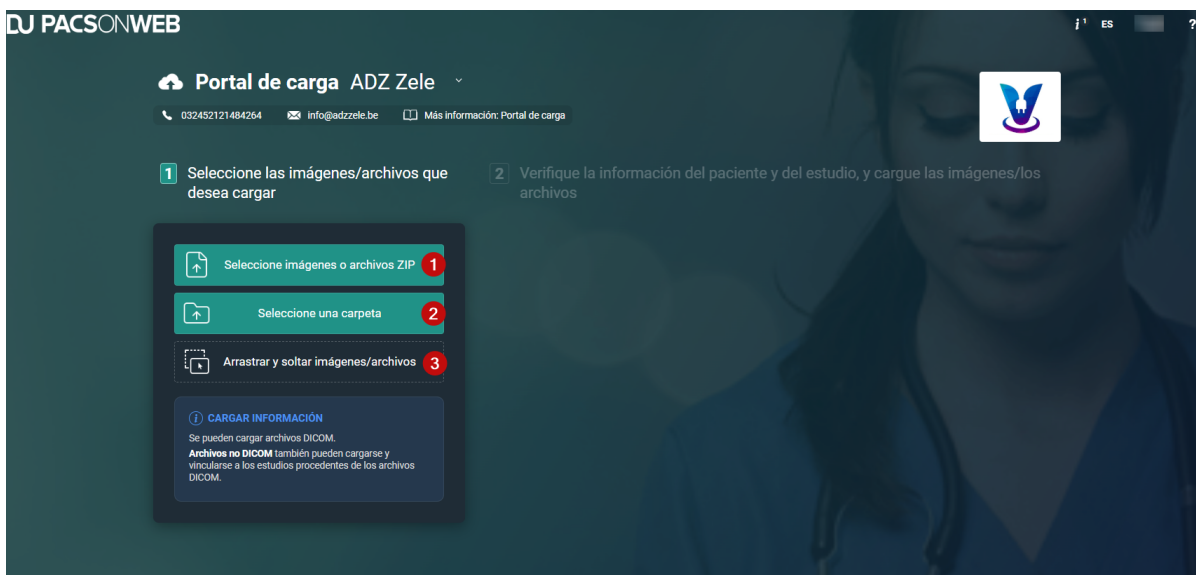 PACSONWEB
i 1 ES ?
Portal de carga ADZ Zele
032452121484264 info@adzzele.be Más información: Portal de carga
1 Seleccione las imágenes/archivos que
desea cargar
2 Verifique la información del paciente y del estudio, y cargue las imágenes/los
archivos
Seleccione imágenes o archivos ZIP 1
Seleccione una carpeta 2
Arrastrar y soltar imágenes/archivos 3
i CARGAR INFORMACIÓN
Se pueden cargar archivos DICOM.
Archivos no DICOM también pueden cargarse y
vincularse a los estudios procedentes de los archivos
DICOM.